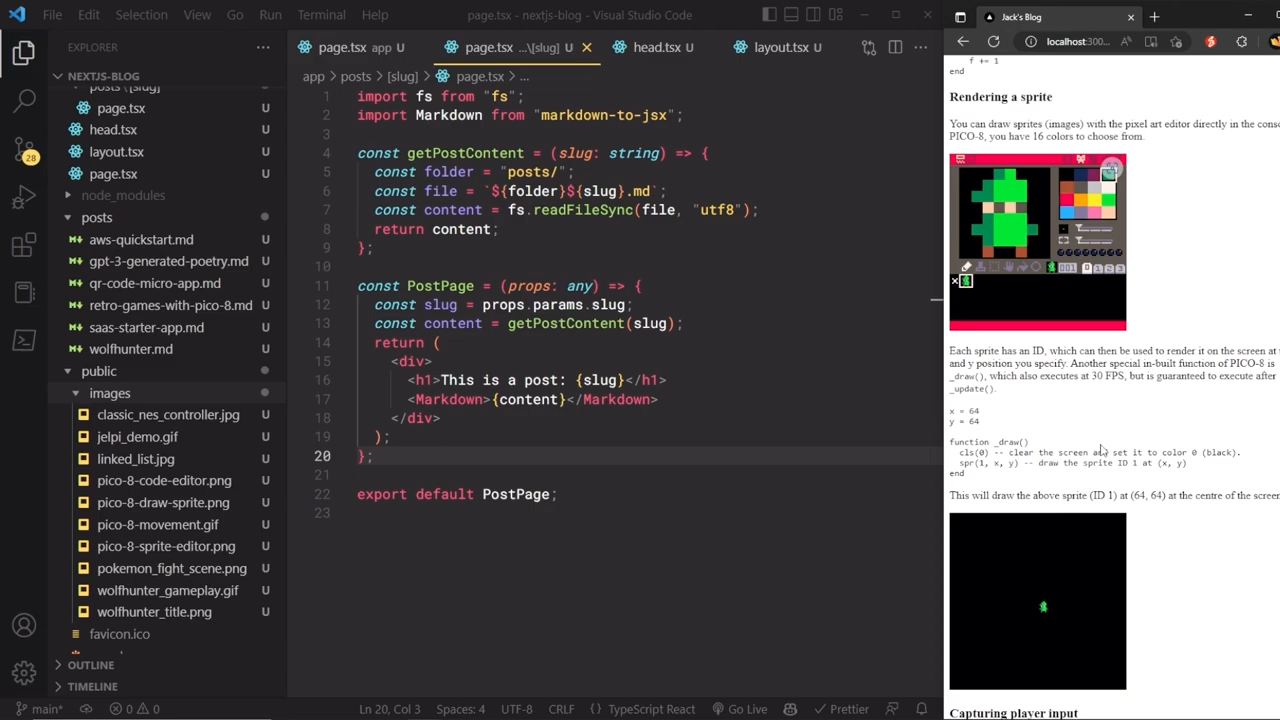 File Edit Selection View Go Run Terminal Help
page.tsx - nextjs-blog - Visual Studio Code
EXPLORER
NEXTJS-BLOG
posts \[slug]
page.tsx U
head.tsx U
layout.tsx U
page.tsx U
node_modules
posts
aws-quickstart.md U
gpt-3-generated-poetry.md U
qr-code-micro-app.md U
retro-games-with-pico-8.md U
saas-starter-app.md U
wolfhunter.md U
public
images
classic_nes_controller.jpg U
jelpi_demo.gif U
linked_list.jpg U
pico-8-code-editor.png U
pico-8-draw-sprite.png U
pico-8-movement.gif U
pico-8-sprite-editor.png U
pokemon_fight_scene.png U
wolfhunter_gameplay.gif U
wolfhunter_title.png U
favicon.ico
OUTLINE
TIMELINE
28
page.tsx app U
page.tsx ...\[slug] U
head.tsx U
layout.tsx U
app > posts > [slug] > page.tsx > ...
1 import fs from "fs";
2 import Markdown from "markdown-to-jsx";
4 const getPostContent = (slug: string) => {
5 const folder = "posts/";
6 const file = `${folder}${slug}.md`;
7 const content = fs.readFileSync(file, "utf8");
8 return content;
9 };
10
11 const PostPage = (props: any) => {
12 const slug = props.params.slug;
13 const content = getPostContent(slug);
14 return (
15 <div>
16 <h1>This is a post: {slug}</h1>
17 <Markdown>{content}</Markdown>
18 </div>
19 );
20 };
22 export default PostPage;
23
main* 0 0 Ln 20, Col 3 Spaces: 4 UTF-8 CRLF {} TypeScript React Go Live Prettier
Jack's Blog
localhost:300...
f += 1
end
Rendering a sprite
You can draw sprites (images) with the pixel art editor directly in the conso
PICO-8, you have 16 colors to choose from.
001 0 1 2 3
Each sprite has an ID, which can then be used to render it on the screen at t
and y position you specify. Another special in-built function of PICO-8 is
_draw(), which also executes at 30 FPS, but is guaranteed to execute after
_update().
x = 64
y = 64
function _draw()
cls(0) -- clear the screen and set it to color 0 (black).
spr(1, x, y) -- draw the sprite ID 1 at (x, y)
end
This will draw the above sprite (ID 1) at (64, 64) at the centre of the screen
Capturing player input